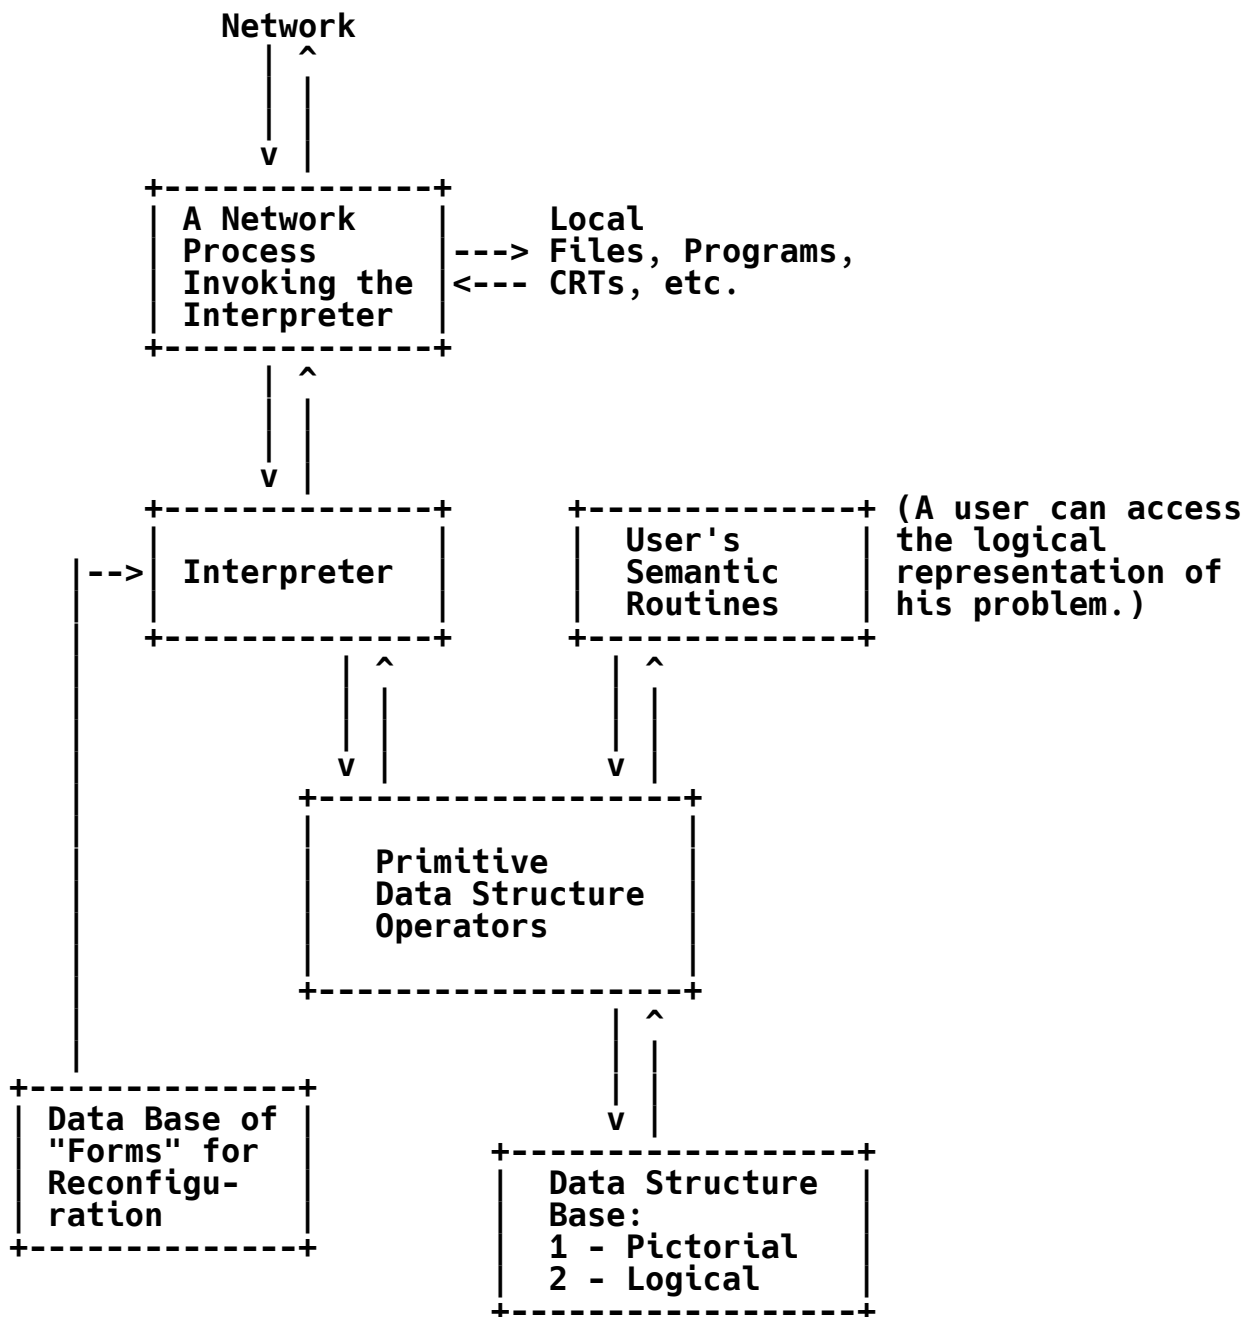 Network
A Network
Process
Invoking the
Interpreter
Local
Files, Programs,
CRTs, etc.
Interpreter
User's
Semantic
Routines
(A user can access
the logical
representation of
his problem.)
Primitive
Data Structure
Operators
Data Base of
"Forms" for
Reconfigu-
ration
Data Structure
Base:
1 - Pictorial
2 - Logical